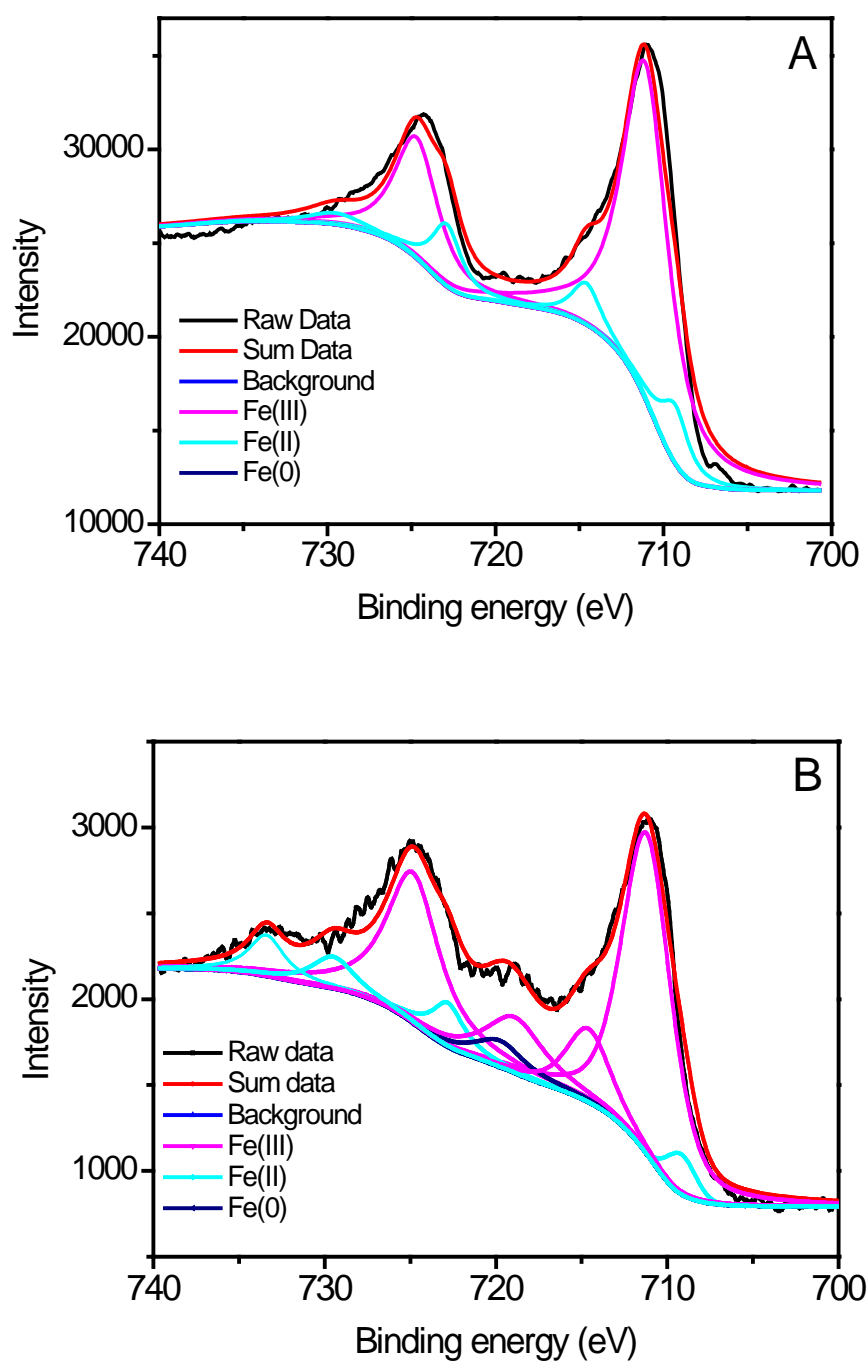 A
30000
20000
10000
Intensity
Raw Data
Sum Data
Background
Fe(III)
Fe(II)
Fe(0)
740 730 720 710 700
Binding energy (eV)
B
3000
2000
1000
Intensity
Raw data
Sum data
Background
Fe(III)
Fe(II)
Fe(0)
740 730 720 710 700
Binding energy (eV)